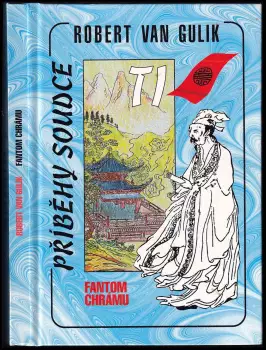 ROBERT VAN GULIK
PŘÍBĚHY SOUDCE
TI
FANTOM
CHRÁMU
ROBERT VAN GULIK FANTOM CHRÁMU